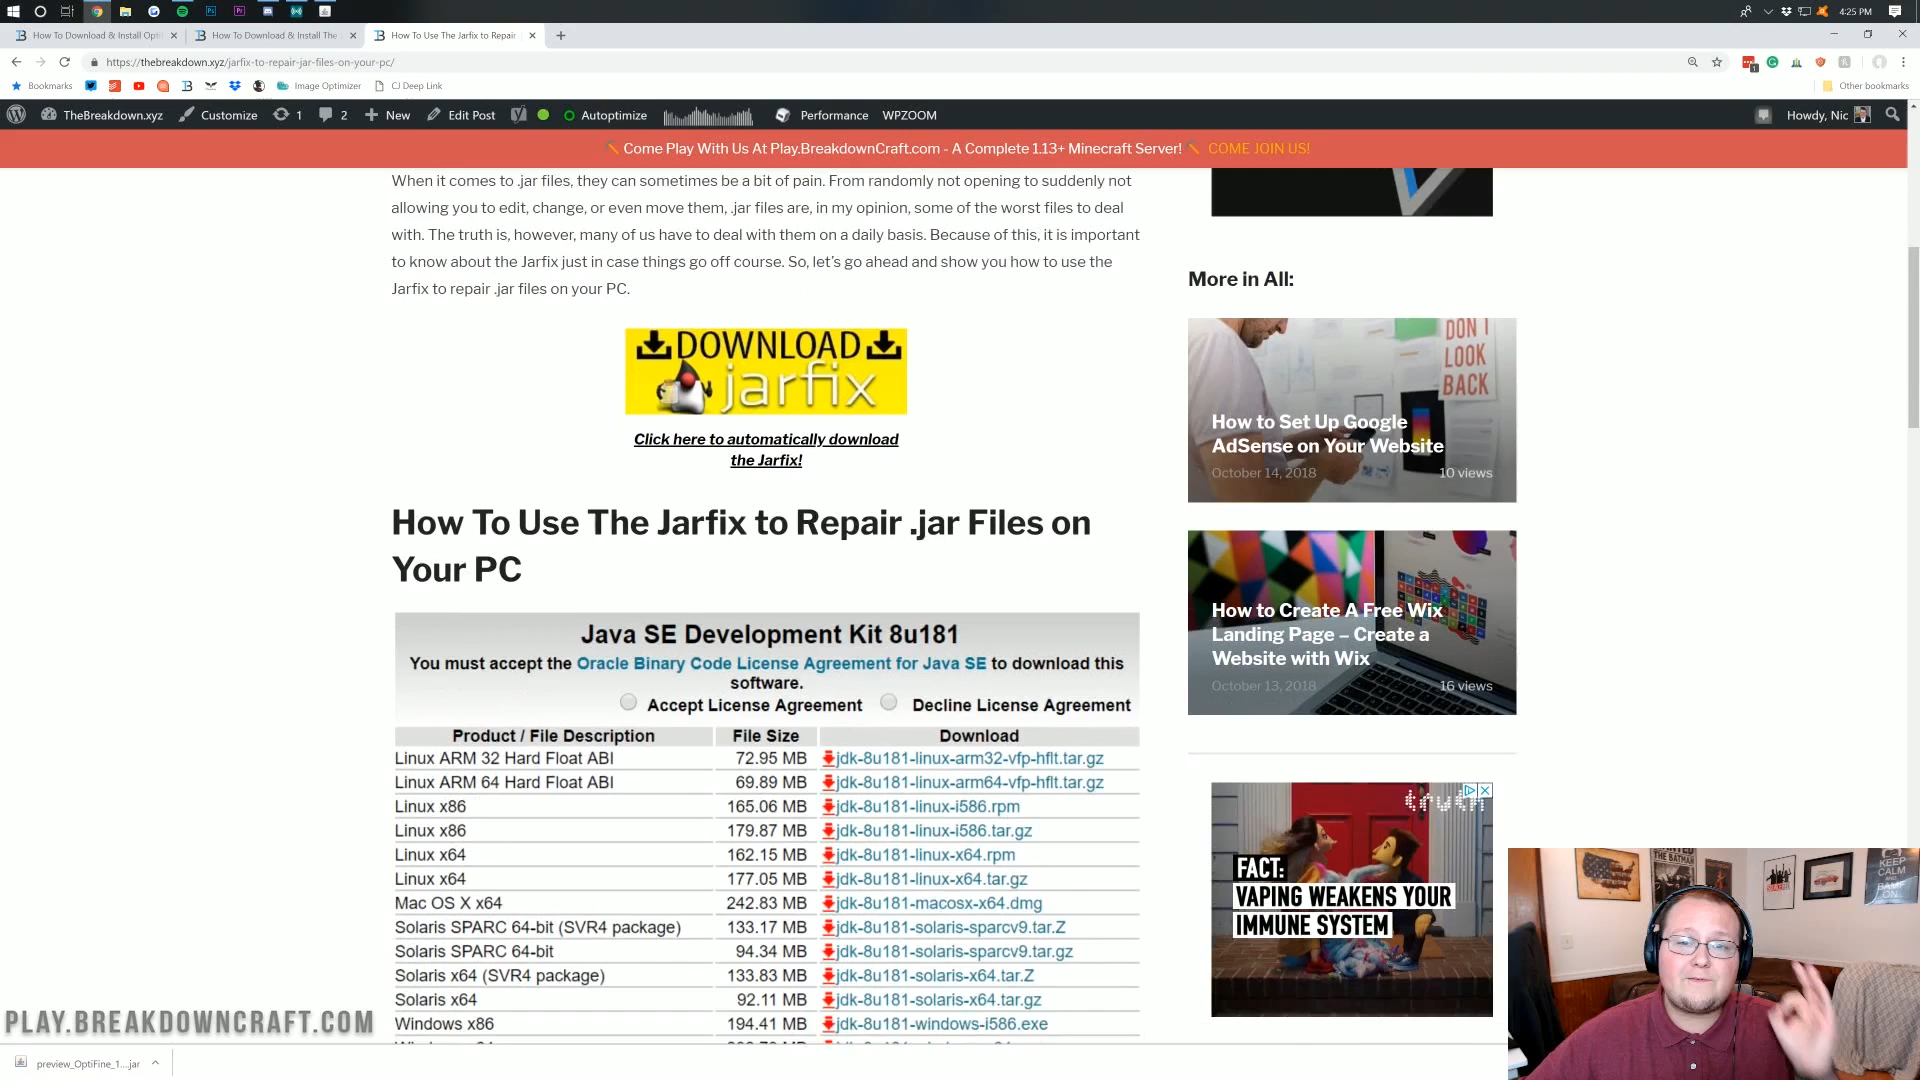 4:25 PM
How To Download & Install Opti
How To Download & Install The
How To Use The Jarfix to Repair
https://thebreakdown.xyz/jarfix-to-repair-jar-files-on-your-pc/
Bookmarks
Image Optimizer
CJ Deep Link
Other bookmarks
TheBreakdown.xyz
Customize
1
2
New
Edit Post
Autoptimize
Performance
WPZOOM
Howdy, Nic
Come Play With Us At Play.BreakdownCraft.com - A Complete 1.13+ Minecraft Server! COME JOIN US!
When it comes to .jar files, they can sometimes be a bit of pain. From randomly not opening to suddenly not
allowing you to edit, change, or even move them, .jar files are, in my opinion, some of the worst files to deal
with. The truth is, however, many of us have to deal with them on a daily basis. Because of this, it is important
to know about the Jarfix just in case things go off course. So, let's go ahead and show you how to use the
Jarfix to repair .jar files on your PC.
DOWNLOAD
jarfix
Click here to automatically download
the Jarfix!
How To Use The Jarfix to Repair .jar Files on
Your PC
Java SE Development Kit 8u181
You must accept the Oracle Binary Code License Agreement for Java SE to download this
software.
Accept License Agreement Decline License Agreement
Product / File Description File Size Download
Linux ARM 32 Hard Float ABI 72.95 MB jdk-8u181-linux-arm32-vfp-hflt.tar.gz
Linux ARM 64 Hard Float ABI 69.89 MB jdk-8u181-linux-arm64-vfp-hflt.tar.gz
Linux x86 165.06 MB jdk-8u181-linux-i586.rpm
Linux x86 179.87 MB jdk-8u181-linux-i586.tar.gz
Linux x64 162.15 MB jdk-8u181-linux-x64.rpm
Linux x64 177.05 MB jdk-8u181-linux-x64.tar.gz
Mac OS X x64 242.83 MB jdk-8u181-macosx-x64.dmg
Solaris SPARC 64-bit (SVR4 package) 133.17 MB jdk-8u181-solaris-sparcv9.tar.Z
Solaris SPARC 64-bit 94.34 MB jdk-8u181-solaris-sparcv9.tar.gz
Solaris x64 (SVR4 package) 133.83 MB jdk-8u181-solaris-x64.tar.Z
Solaris x64 92.11 MB jdk-8u181-solaris-x64.tar.gz
Windows x86 194.41 MB jdk-8u181-windows-i586.exe
More in All:
DON'T
LOOK
BACK
How to Set Up Google
AdSense on Your Website
October 14, 2018 10 views
How to Create A Free Wix
Landing Page – Create a
Website with Wix
October 13, 2018 16 views
truth
FACT:
VAPING WEAKENS YOUR
IMMUNE SYSTEM
THE BATMAN
KEEP
CALM
AND
PLAY.BREAKDOWNCRAFT.COM
preview_OptiFine_1....jar